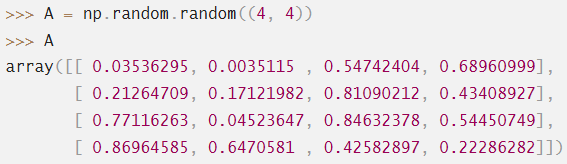 >>> A = np.random.random((4, 4))
>>> A
array([[ 0.03536295, 0.0035115 , 0.54742404, 0.68960999],
       [ 0.21264709, 0.17121982, 0.81090212, 0.43408927],
       [ 0.77116263, 0.04523647, 0.84632378, 0.54450749],
       [ 0.86964585, 0.6470581 , 0.42582897, 0.22286282]])